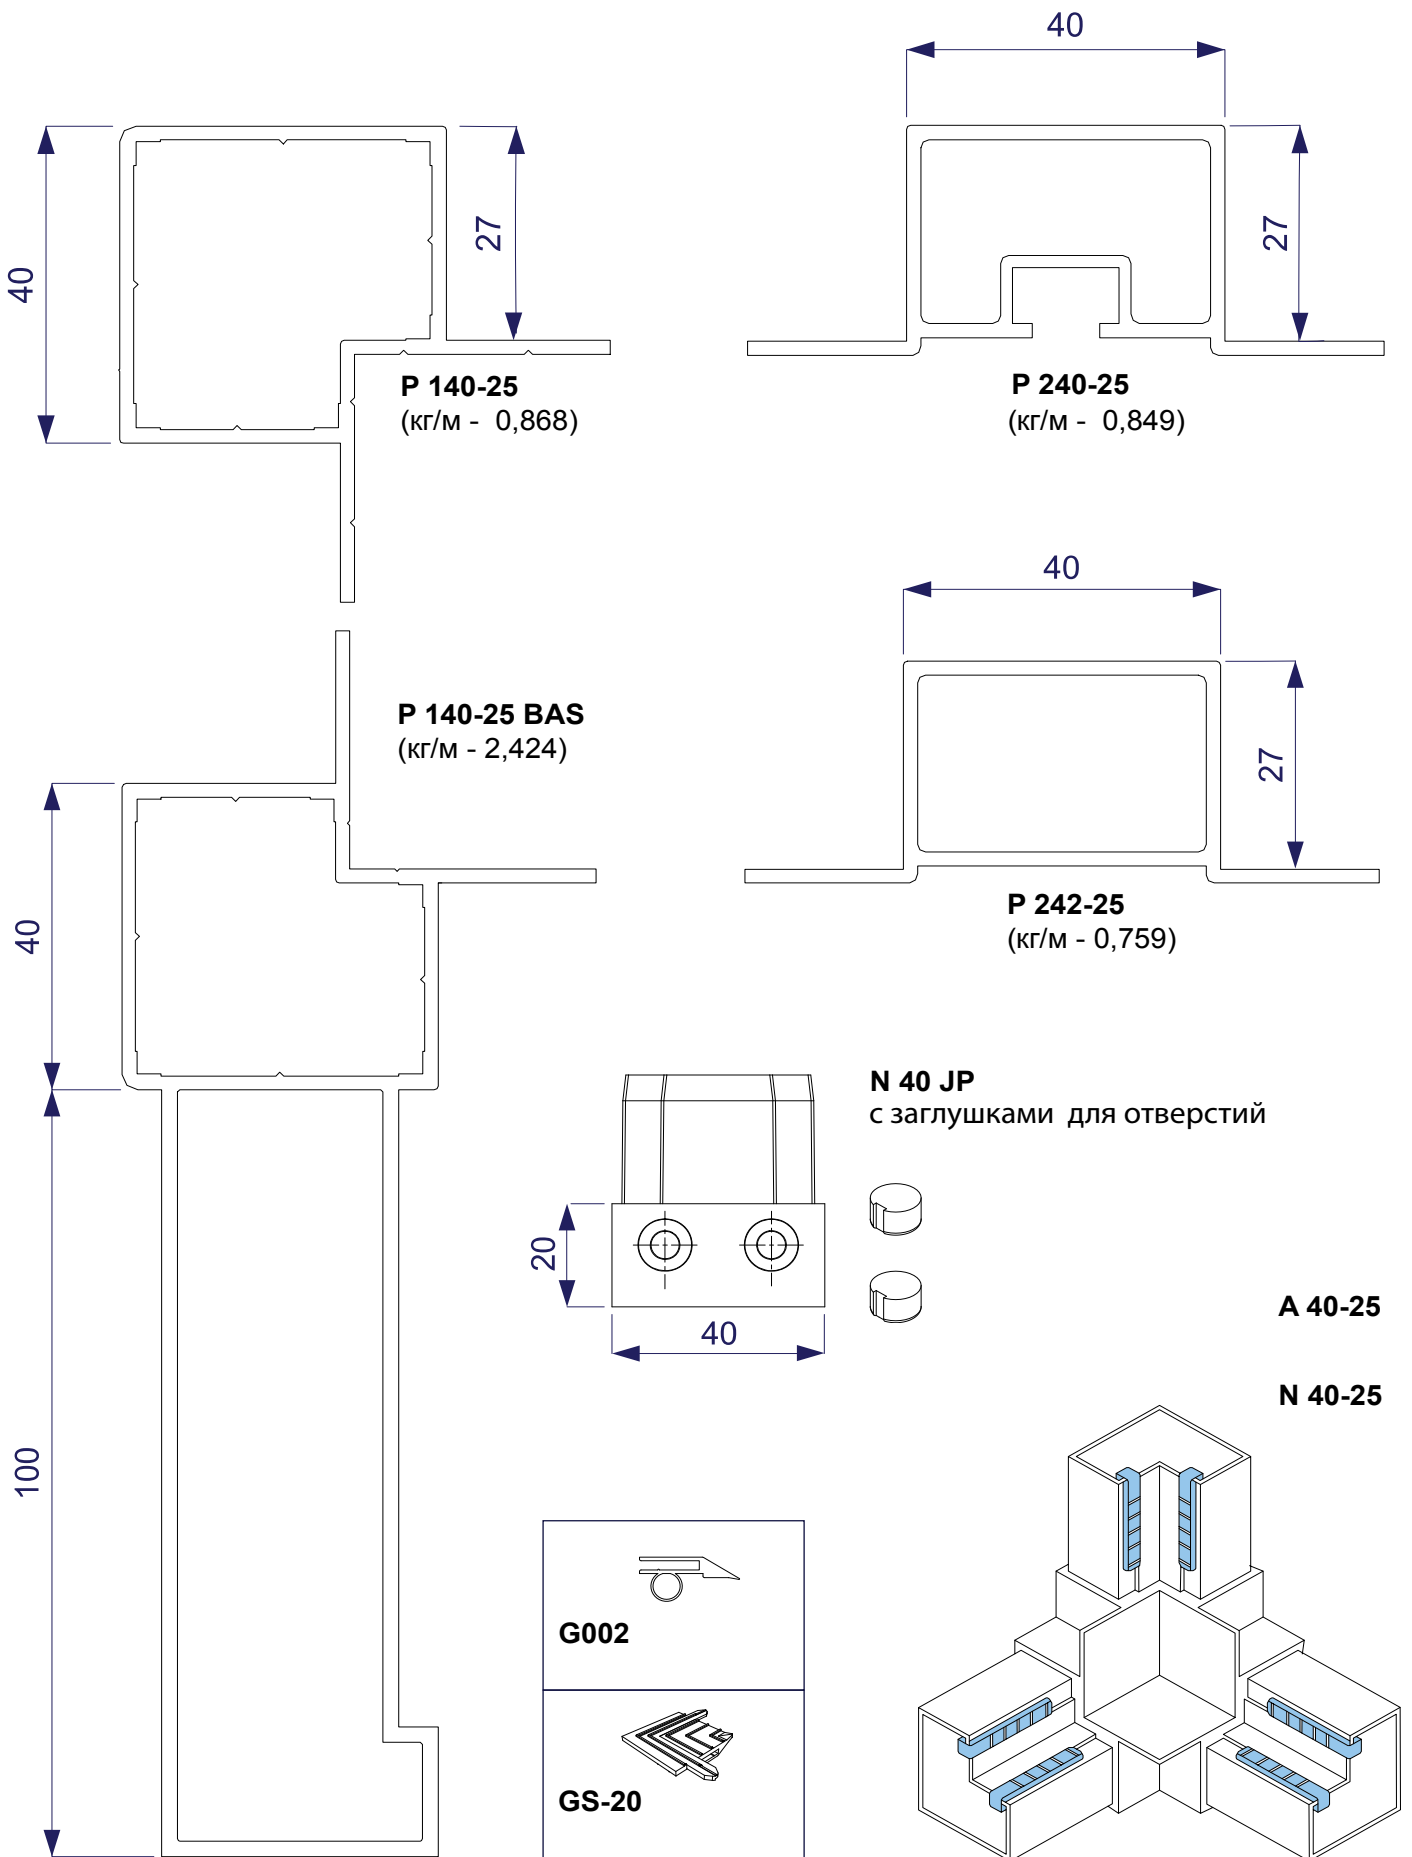 40
40
27
27
P 140-25
(кг/м - 0,868)
P 240-25
(кг/м - 0,849)
40
P 140-25 BAS
(кг/м - 2,424)
27
P 242-25
(кг/м - 0,759)
40
N 40 JP
с заглушками для отверстий
20
40
A 40-25
N 40-25
100
G002
GS-20